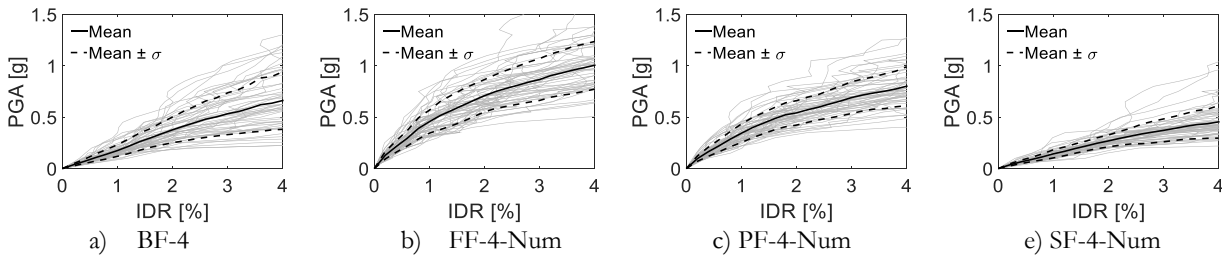 1.5
Mean
Mean ± σ
1
0.5
0
PGA [g]
0 1 2 3 4
IDR [%]
a) BF-4
1.5
Mean
Mean ± σ
1
0.5
0
PGA [g]
0 1 2 3 4
IDR [%]
b) FF-4-Num
1.5
Mean
Mean ± σ
1
0.5
0
PGA [g]
0 1 2 3 4
IDR [%]
c) PF-4-Num
1.5
Mean
Mean ± σ
1
0.5
0
PGA [g]
0 1 2 3 4
IDR [%]
e) SF-4-Num